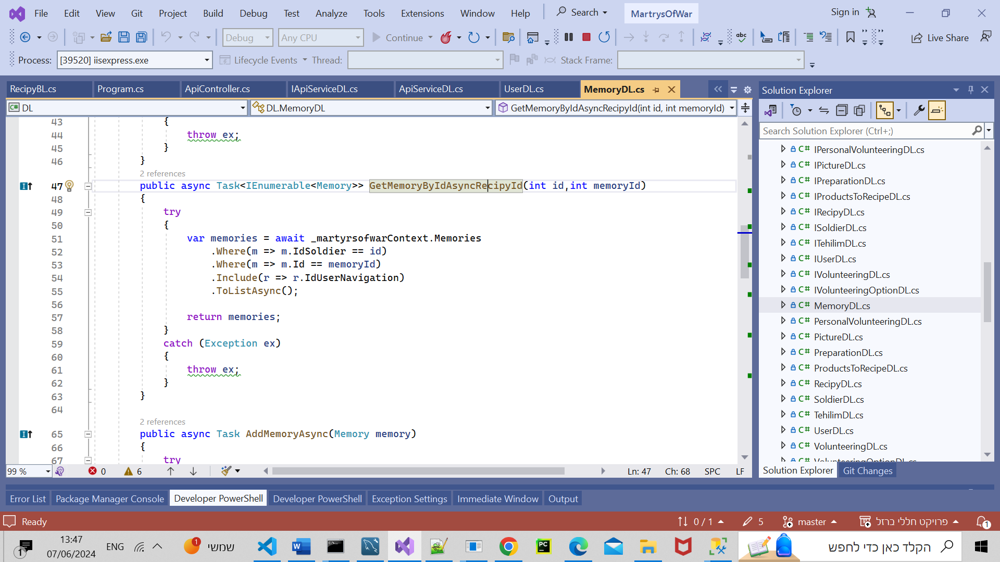 File Edit View Git Project Build Debug Test Analyze Tools Extensions Window Help Search MartrysOfWar Sign in
Debug Any CPU Continue Live Share
Process: [39520] iisexpress.exe Lifecycle Events Thread: Stack Frame:
RecipyBL.cs Program.cs ApiController.cs IApiServiceDL.cs ApiServiceDL.cs UserDL.cs MemoryDL.cs
DL DL.MemoryDL GetMemoryByIdAsyncRecipyId(int id, int memoryId)
43 {
44 throw ex;
45 }
46 }
2 references
47 public async Task<IEnumerable<Memory>> GetMemoryByIdAsyncRecipyId(int id,int memoryId)
48 {
49 try
50 {
51 var memories = await _martyrsofwarContext.Memories
52 .Where(m => m.IdSoldier == id)
53 .Where(m => m.Id == memoryId)
54 .Include(r => r.IdUserNavigation)
55 .ToListAsync();
56
57 return memories;
58 }
59 catch (Exception ex)
60 {
61 throw ex;
62 }
63 }
64
2 references
65 public async Task AddMemoryAsync(Memory memory)
66 {
67 try
99 % 0 6 Ln: 47 Ch: 68 SPC LF
Solution Explorer
Search Solution Explorer (Ctrl+;)
C# IPersonalVolunteeringDL.cs
C# IPictureDL.cs
C# IPreparationDL.cs
C# IProductsToRecipeDL.cs
C# IRecipyDL.cs
C# ISoldierDL.cs
C# ITehilimDL.cs
C# IUserDL.cs
C# IVolunteeringDL.cs
C# IVolunteeringOptionDL.cs
C# MemoryDL.cs
C# PersonalVolunteeringDL.cs
C# PictureDL.cs
C# PreparationDL.cs
C# ProductsToRecipeDL.cs
C# RecipyDL.cs
C# SoldierDL.cs
C# TehilimDL.cs
C# UserDL.cs
C# VolunteeringDL.cs
C# VolunteeringOptionDL.cs
Solution Explorer Git Changes
Error List Package Manager Console Developer PowerShell Developer PowerShell Exception Settings Immediate Window Output
Ready 0 / 1 5 master פרויקט חללי ברזל 1
1 13:47 ENG 1 שמשי הקלד כאן כדי לחפש
07/06/2024